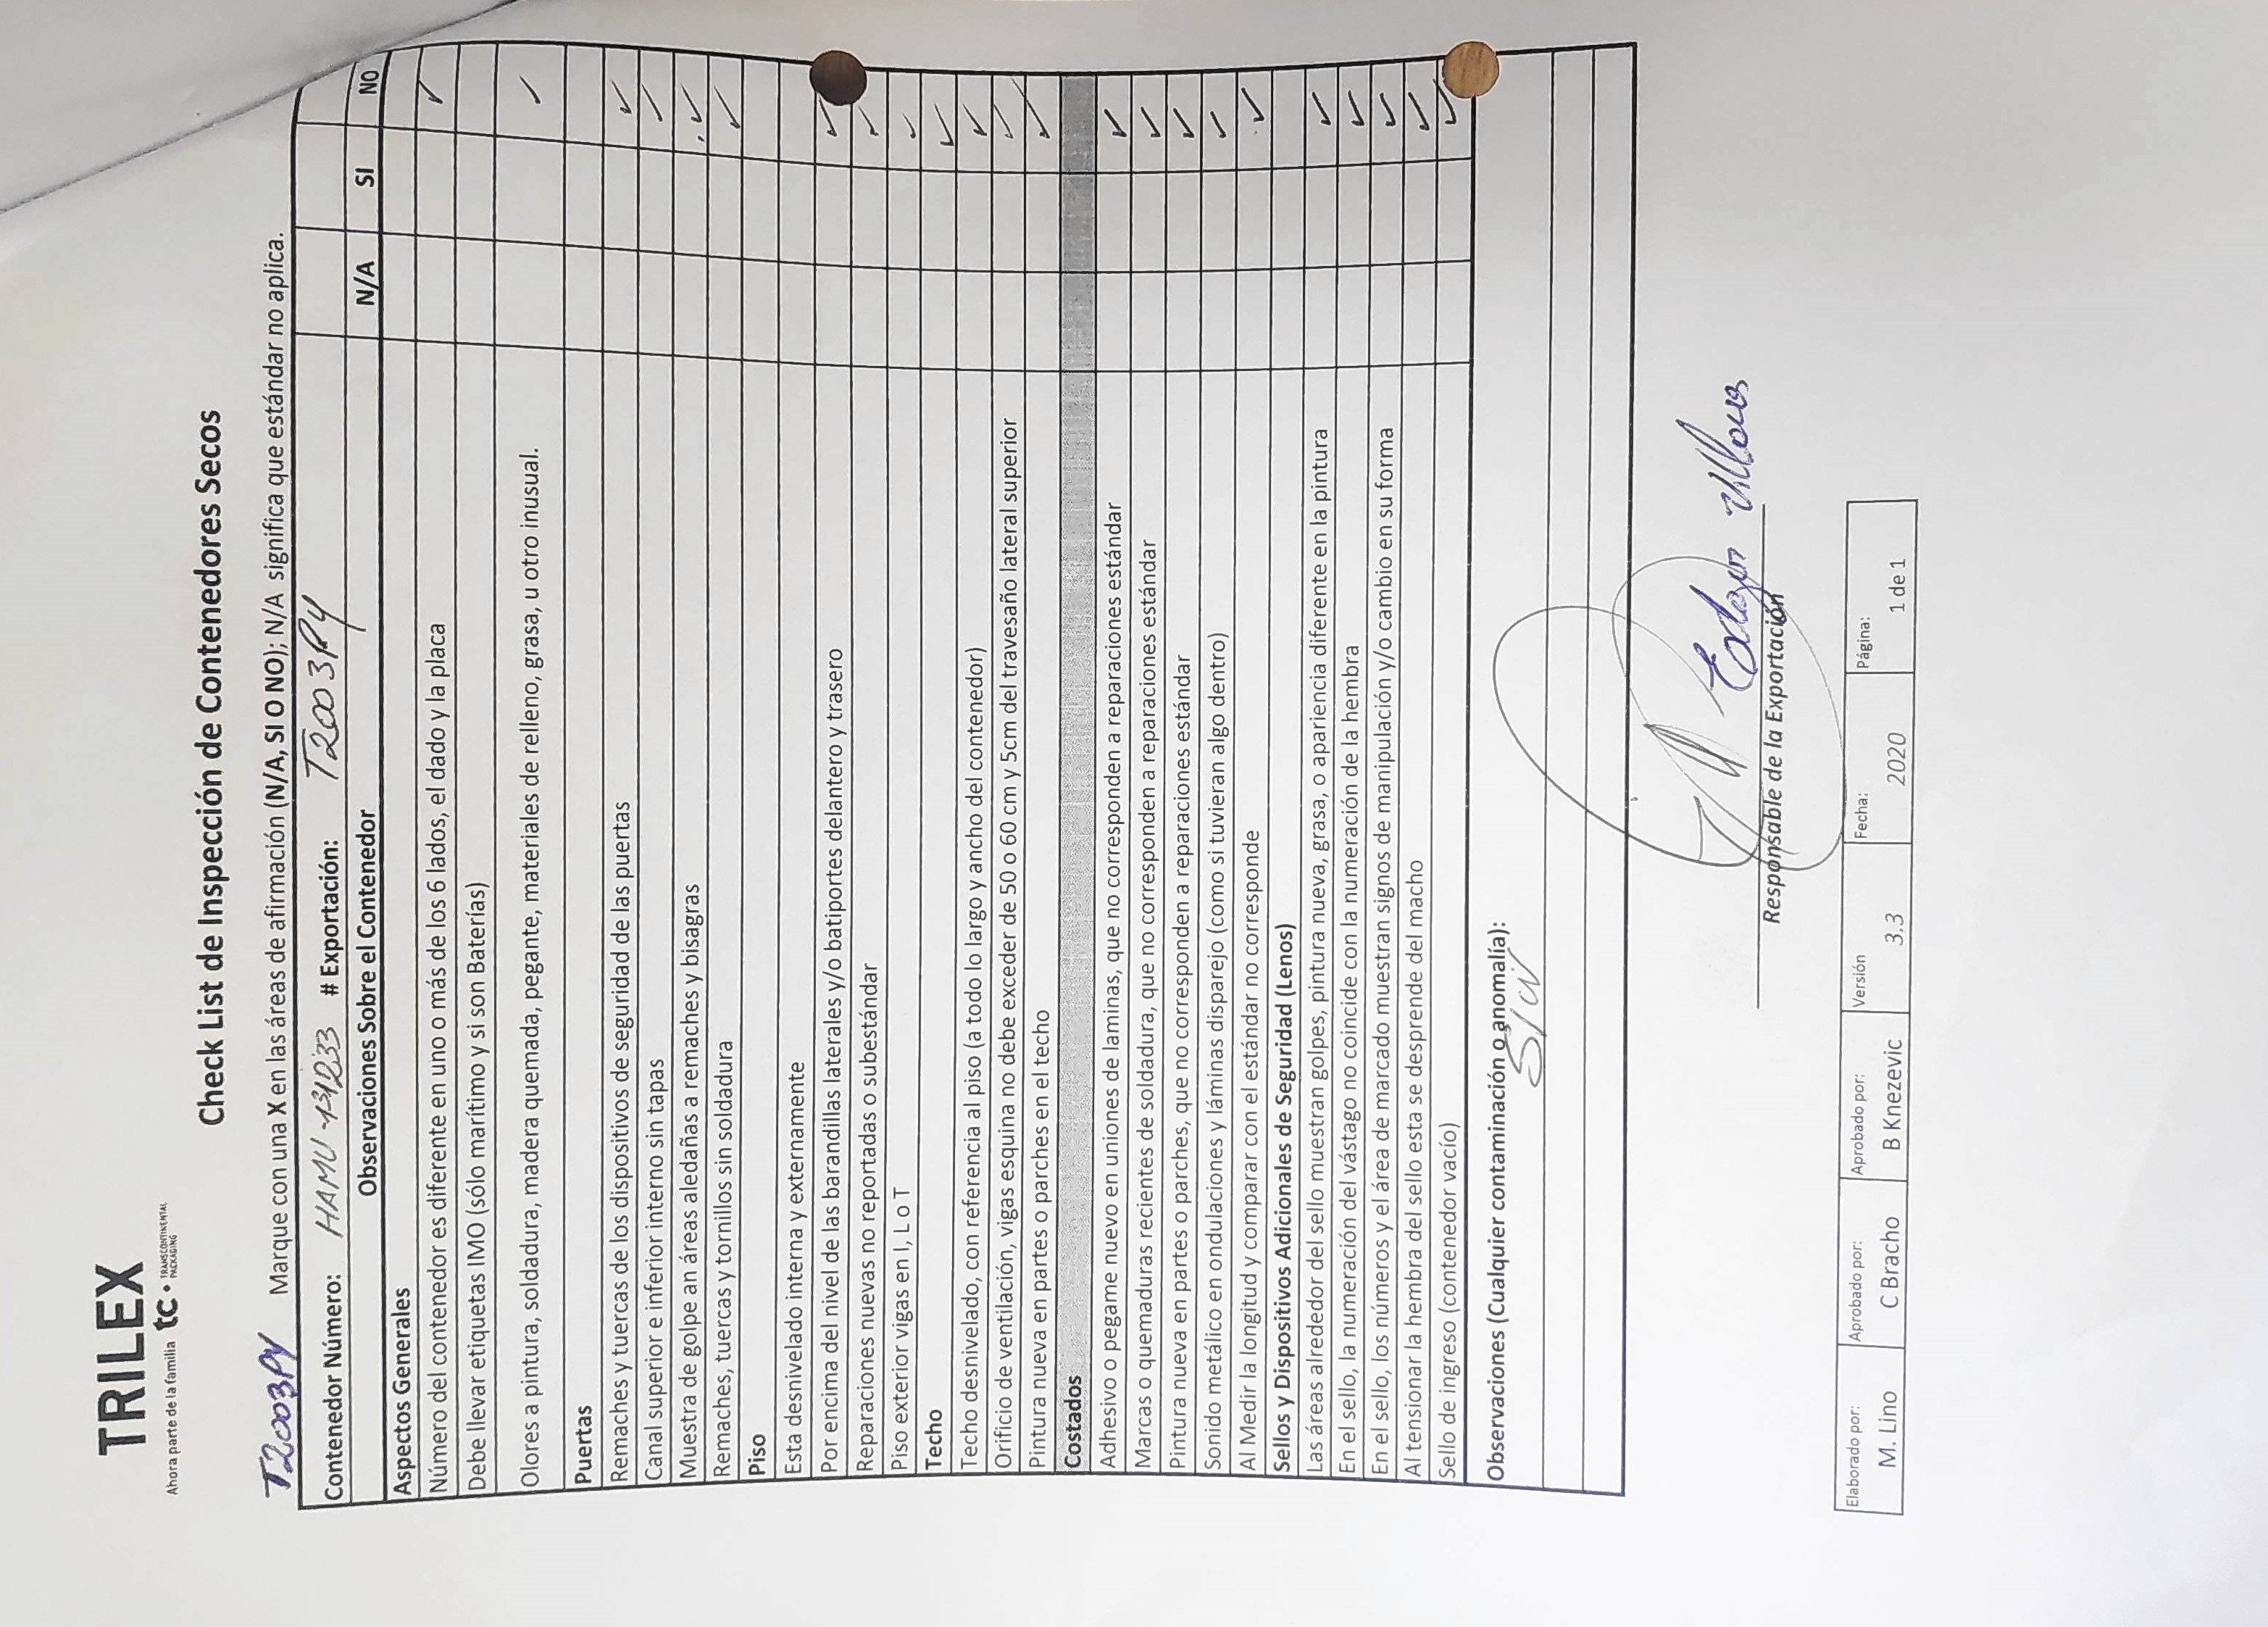 TRILEX
Ahora parte de la familia tc • TRANSCONTINENTAL PACKAGING
Check List de Inspección de Contenedores Secos
T2003PY Marque con una X en las áreas de afirmación (N/A, SI O NO); N/A significa que estándar no aplica.
Contenedor Número: HAMU-131233 # Exportación: T2003PY
Observaciones Sobre el Contenedor N/A SI NO
Aspectos Generales
Número del contenedor es diferente en uno o más de los 6 lados, el dado y la placa ✓
Debe llevar etiquetas IMO (sólo marítimo y si son Baterías)
Olores a pintura, soldadura, madera quemada, pegante, materiales de relleno, grasa, u otro inusual. ✓
Puertas
Remaches y tuercas de los dispositivos de seguridad de las puertas ✓
Canal superior e inferior interno sin tapas ✓
Muestra de golpe an áreas aledañas a remaches y bisagras ✓
Remaches, tuercas y tornillos sin soldadura ✓
Piso
Esta desnivelado interna y externamente
Por encima del nivel de las barandillas laterales y/o batiportes delantero y trasero ✓
Reparaciones nuevas no reportadas o subestándar ✓
Piso exterior vigas en I, L o T ✓
Techo ✓
Techo desnivelado, con referencia al piso (a todo lo largo y ancho del contenedor) ✓
Orificio de ventilación, vigas esquina no debe exceder de 50 o 60 cm y 5cm del travesaño lateral superior ✓
Pintura nueva en partes o parches en el techo ✓
Costados
Adhesivo o pegame nuevo en uniones de laminas, que no corresponden a reparaciones estándar ✓
Marcas o quemaduras recientes de soldadura, que no corresponden a reparaciones estándar ✓
Pintura nueva en partes o parches, que no corresponden a reparaciones estándar ✓
Sonido metálico en ondulaciones y láminas disparejo (como si tuvieran algo dentro) ✓
Al Medir la longitud y comparar con el estándar no corresponde ✓
Sellos y Dispositivos Adicionales de Seguridad (Lenos)
Las áreas alrededor del sello muestran golpes, pintura nueva, grasa, o apariencia diferente en la pintura ✓
En el sello, la numeración del vástago no coincide con la numeración de la hembra ✓
En el sello, los números y el área de marcado muestran signos de manipulación y/o cambio en su forma ✓
Al tensionar la hembra del sello esta se desprende del macho ✓
Sello de ingreso (contenedor vacío) ✓
Observaciones (Cualquier contaminación o anomalía):
Edgar
Responsable de la Exportación
Elaborado por: Aprobado por: Aprobado por: Versión Fecha: Página:
M. Lino C Bracho B Knezevic 3.3 2020 1 de 1